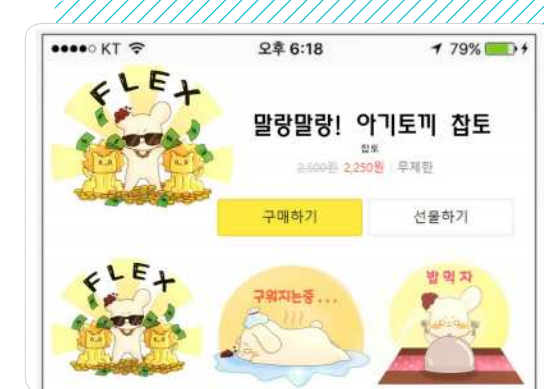 KT 오후 6:18 79%
FLEX
말랑말랑! 아기토끼 찹토
찹토
2,500원 2,250원 무제한
구매하기 선물하기
FLEX
구워지는중...
밥먹자